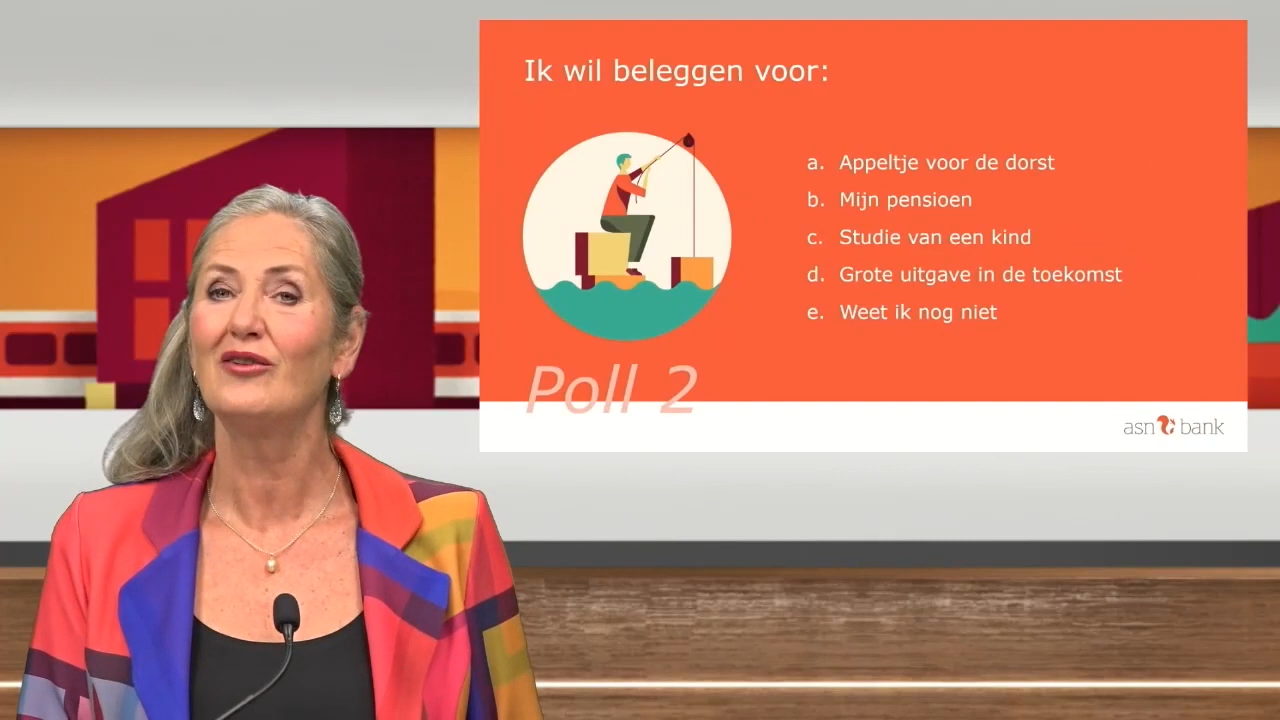 Ik wil beleggen voor:
a. Appeltje voor de dorst
b. Mijn pensioen
c. Studie van een kind
d. Grote uitgave in de toekomst
e. Weet ik nog niet
Poll 2
asn bank